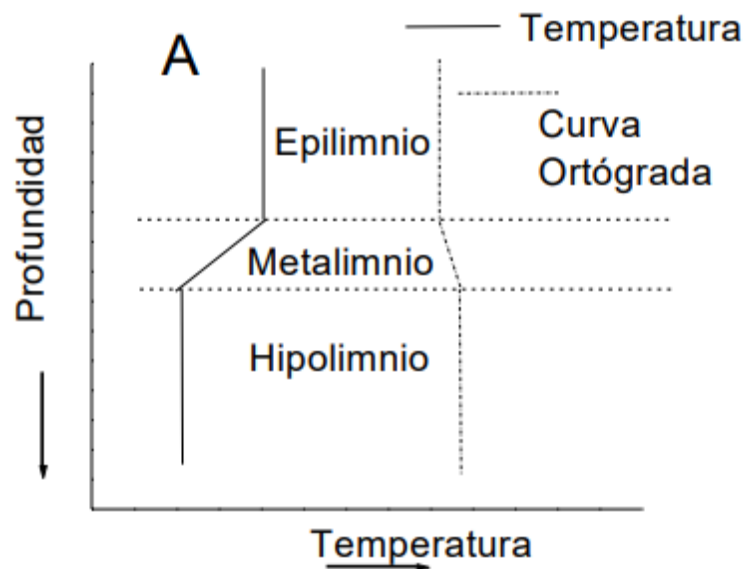 A
Temperatura
Curva
Ortógrada
Epilimnio
Metalimnio
Hipolimnio
Profundidad
Temperatura